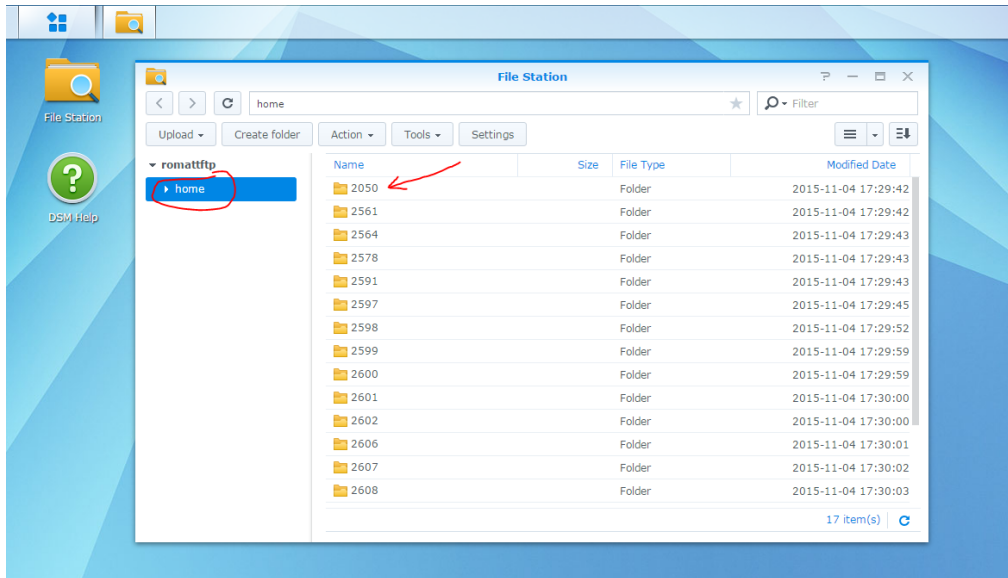 File Station
File Station
home
Filter
Upload Create folder Action Tools Settings
DSM Help
romattftp
home
Name Size File Type Modified Date
2050 Folder 2015-11-04 17:29:42
2561 Folder 2015-11-04 17:29:42
2564 Folder 2015-11-04 17:29:43
2578 Folder 2015-11-04 17:29:43
2591 Folder 2015-11-04 17:29:43
2597 Folder 2015-11-04 17:29:45
2598 Folder 2015-11-04 17:29:52
2599 Folder 2015-11-04 17:29:59
2600 Folder 2015-11-04 17:29:59
2601 Folder 2015-11-04 17:30:00
2602 Folder 2015-11-04 17:30:00
2606 Folder 2015-11-04 17:30:01
2607 Folder 2015-11-04 17:30:02
2608 Folder 2015-11-04 17:30:03
17 item(s)